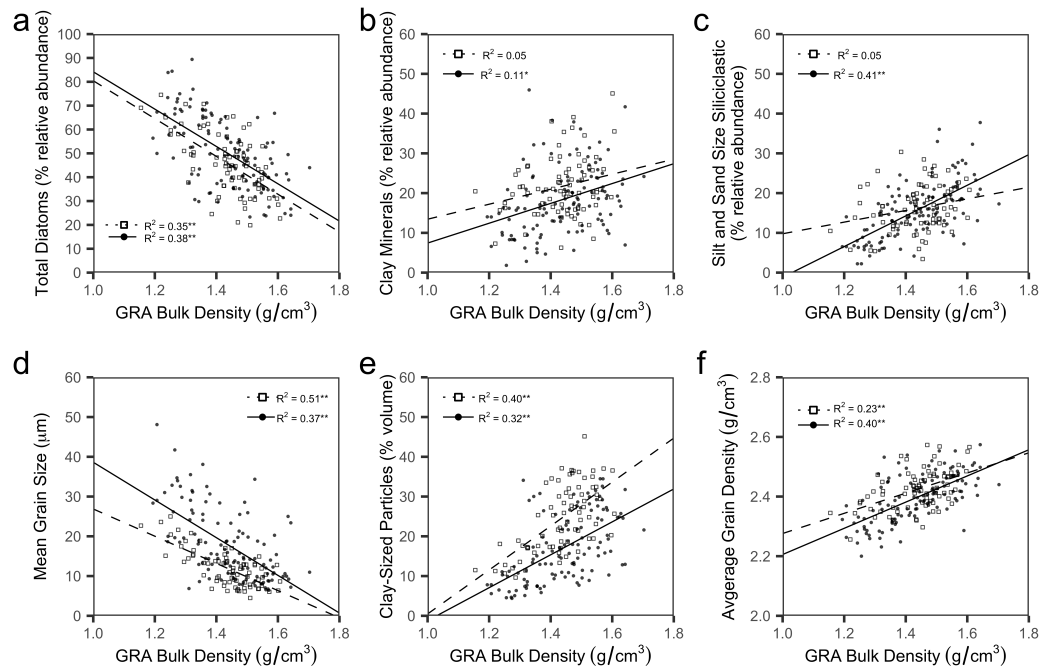 a
Total Diatoms (% relative abundance)
100
90
80
70
60
50
40
30
20
10
0
R² = 0.35**
R² = 0.38**
1.0 1.2 1.4 1.6 1.8
GRA Bulk Density (g/cm³)
b
Clay Minerals (% relative abundance)
60
50
40
30
20
10
0
R² = 0.05
R² = 0.11*
1.0 1.2 1.4 1.6 1.8
GRA Bulk Density (g/cm³)
c
Silt and Sand Size Siliciclastic
(% relative abundance)
60
50
40
30
20
10
0
R² = 0.05
R² = 0.41**
1.0 1.2 1.4 1.6 1.8
GRA Bulk Density (g/cm³)
d
Mean Grain Size (μm)
60
50
40
30
20
10
0
R² = 0.51**
R² = 0.37**
1.0 1.2 1.4 1.6 1.8
GRA Bulk Density (g/cm³)
e
Clay-Sized Particles (% volume)
60
50
40
30
20
10
0
R² = 0.40**
R² = 0.32**
1.0 1.2 1.4 1.6 1.8
GRA Bulk Density (g/cm³)
f
Avgerage Grain Density (g/cm³)
2.8
2.6
2.4
2.2
2.0
R² = 0.23**
R² = 0.40**
1.0 1.2 1.4 1.6 1.8
GRA Bulk Density (g/cm³)